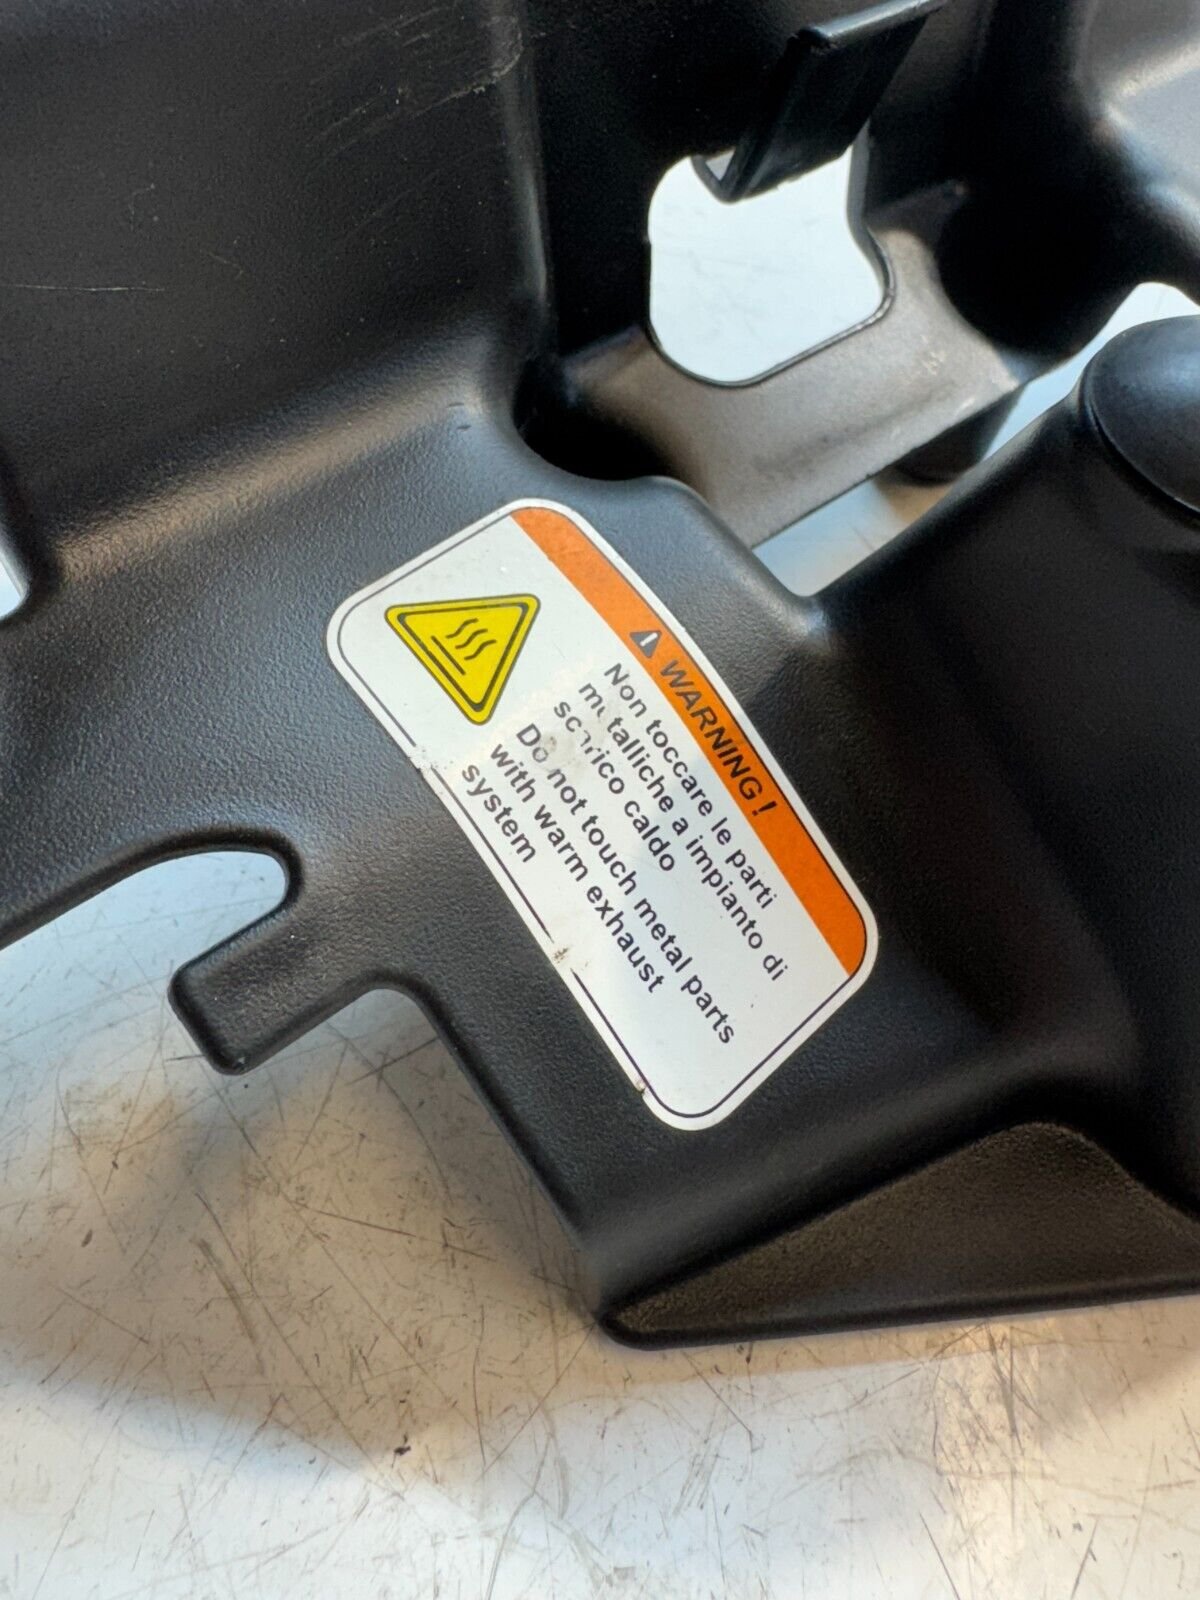 WARNING!
Non toccare le parti
metalliche a impianto di
scarico caldo
Do not touch metal parts
with warm exhaust
system